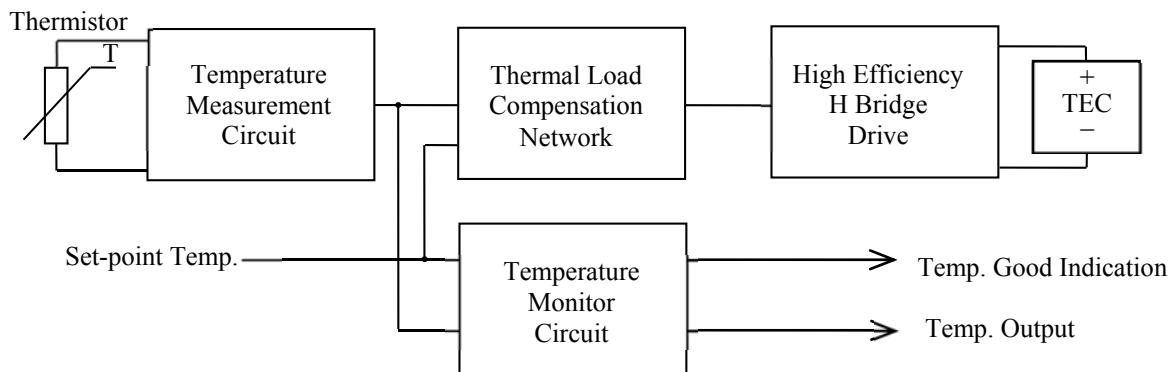 Thermistor
T
Temperature
Measurement
Circuit
Thermal Load
Compensation
Network
High Efficiency
H Bridge
Drive
+
TEC
−
Set-point Temp.
Temperature
Monitor
Circuit
Temp. Good Indication
Temp. Output